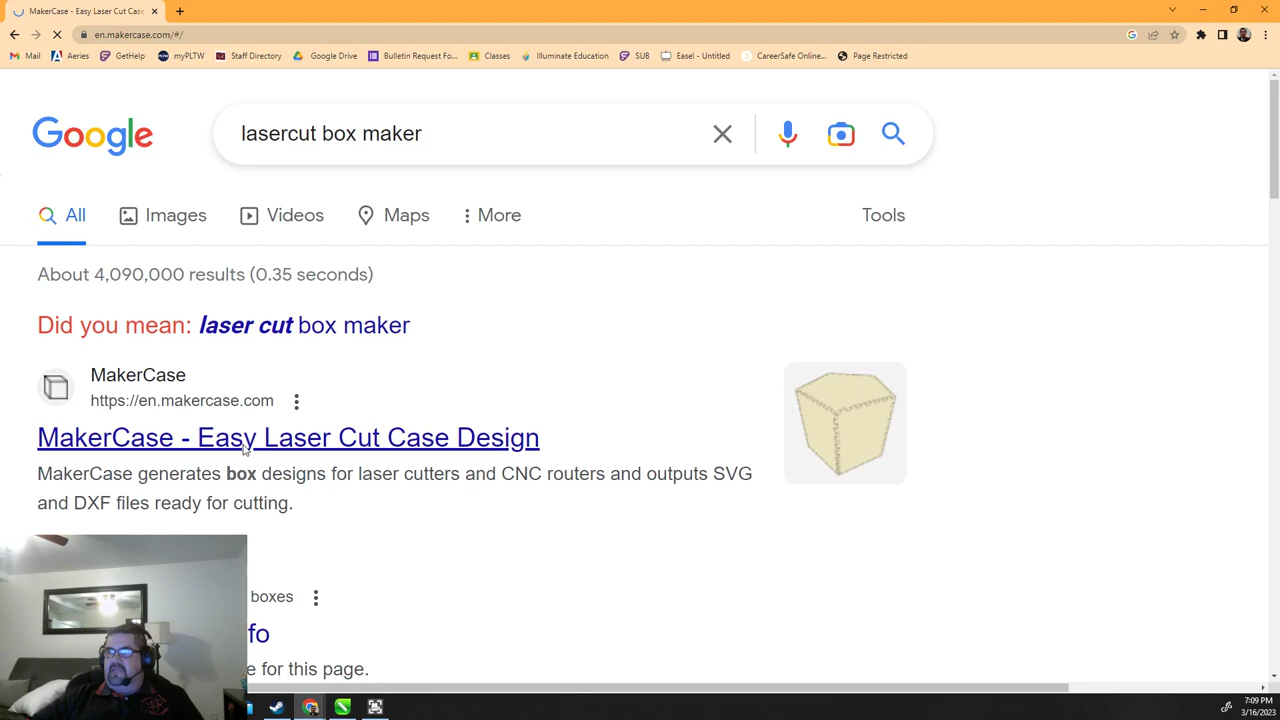 MakerCase - Easy Laser Cut Case
en.makercase.com/#/
Mail
Aeries
GetHelp
myPLTW
Staff Directory
Google Drive
Bulletin Request Fo...
Classes
Illuminate Education
SUB
Easel - Untitled
CareerSafe Online...
Page Restricted
Google
lasercut box maker
All
Images
Videos
Maps
More
Tools
About 4,090,000 results (0.35 seconds)
Did you mean: laser cut box maker
MakerCase
https://en.makercase.com
MakerCase - Easy Laser Cut Case Design
MakerCase generates box designs for laser cutters and CNC routers and outputs SVG
and DXF files ready for cutting.
boxes
fo
e for this page.
7:09 PM
3/16/2023